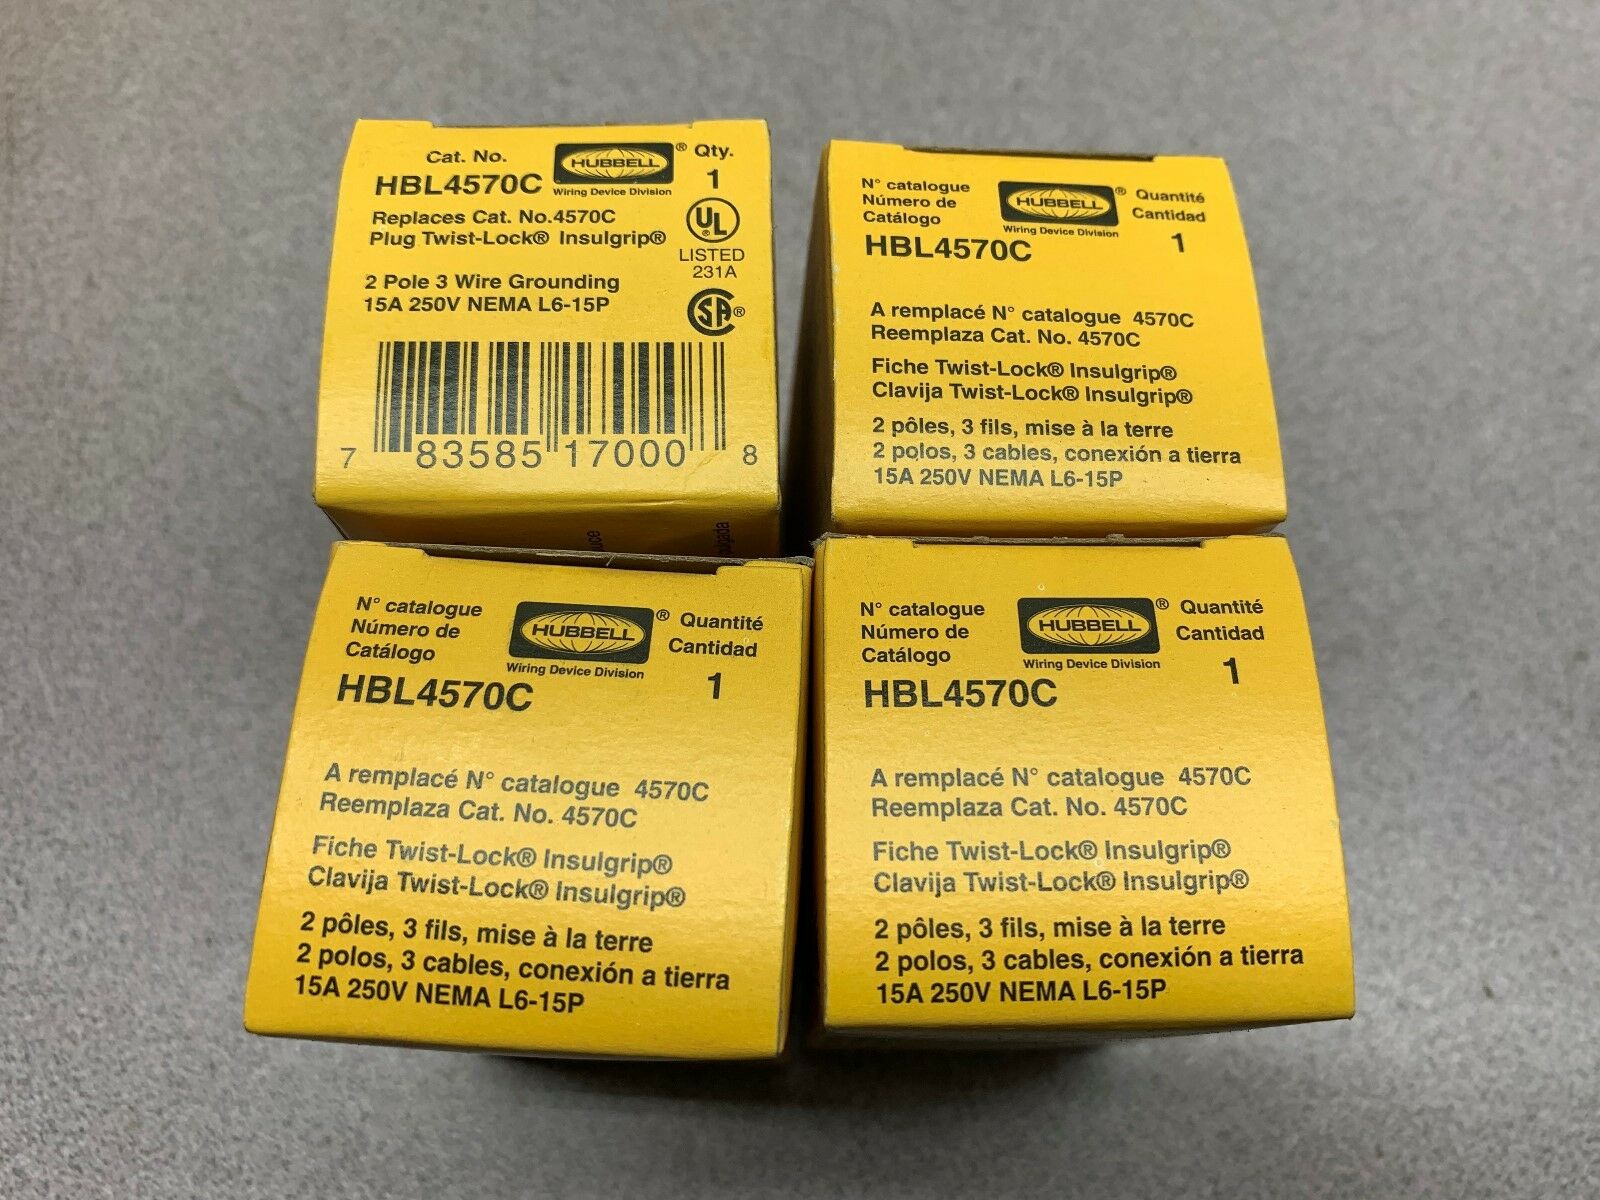 Cat. No.
HBL4570C
HUBBELL®
Wiring Device Division
Qty.
1
Replaces Cat. No.4570C
Plug Twist-Lock® Insulgrip®
UL®
LISTED
231A
2 Pole 3 Wire Grounding
15A 250V NEMA L6-15P
SA®
7 83585 17000 8
N° catalogue
Número de
Catálogo
HBL4570C
HUBBELL®
Wiring Device Division
Quantité
Cantidad
1
A remplacé N° catalogue 4570C
Reemplaza Cat. No. 4570C
Fiche Twist-Lock® Insulgrip®
Clavija Twist-Lock® Insulgrip®
2 pôles, 3 fils, mise à la terre
2 polos, 3 cables, conexión a tierra
15A 250V NEMA L6-15P
N° catalogue
Número de
Catálogo
HBL4570C
HUBBELL®
Wiring Device Division
Quantité
Cantidad
1
A remplacé N° catalogue 4570C
Reemplaza Cat. No. 4570C
Fiche Twist-Lock® Insulgrip®
Clavija Twist-Lock® Insulgrip®
2 pôles, 3 fils, mise à la terre
2 polos, 3 cables, conexión a tierra
15A 250V NEMA L6-15P
N° catalogue
Número de
Catálogo
HBL4570C
HUBBELL®
Wiring Device Division
Quantité
Cantidad
1
A remplacé N° catalogue 4570C
Reemplaza Cat. No. 4570C
Fiche Twist-Lock® Insulgrip®
Clavija Twist-Lock® Insulgrip®
2 pôles, 3 fils, mise à la terre
2 polos, 3 cables, conexión a tierra
15A 250V NEMA L6-15P